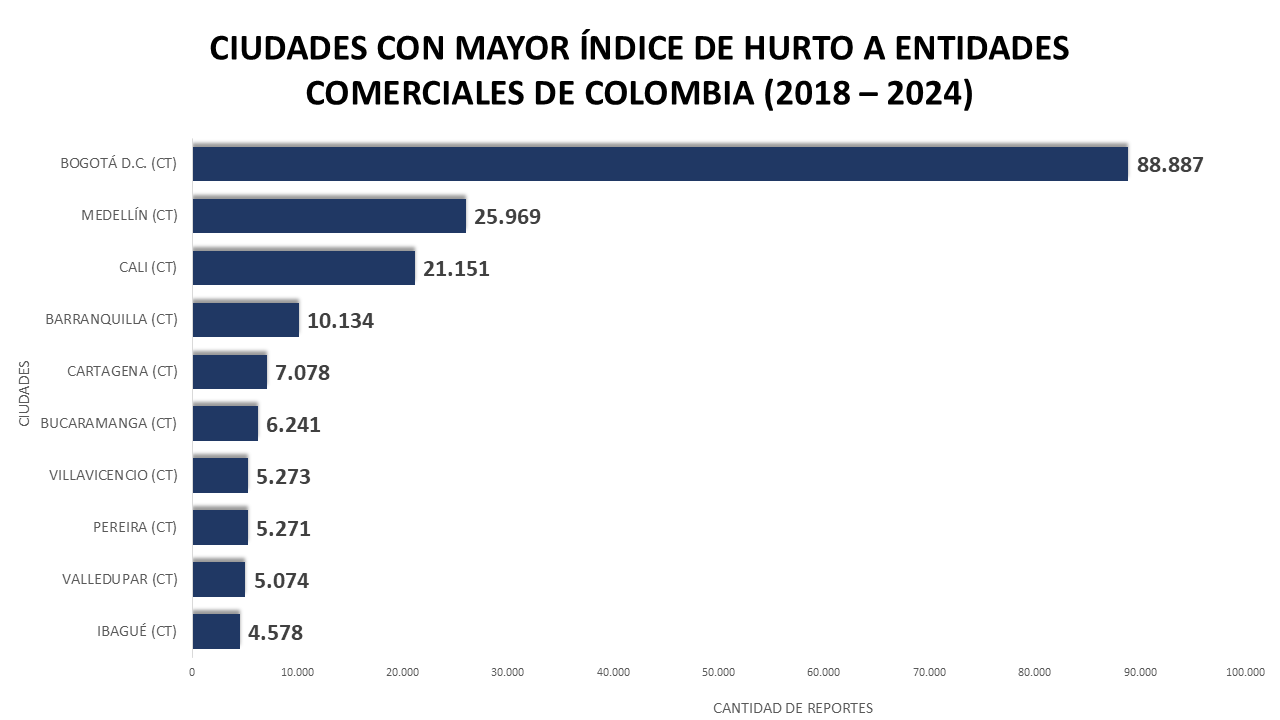 CIUDADES CON MAYOR ÍNDICE DE HURTO A ENTIDADES
COMERCIALES DE COLOMBIA (2018 – 2024)
CIUDADES
BOGOTÁ D.C. (CT) 88.887
MEDELLÍN (CT) 25.969
CALI (CT) 21.151
BARRANQUILLA (CT) 10.134
CARTAGENA (CT) 7.078
BUCARAMANGA (CT) 6.241
VILLAVICENCIO (CT) 5.273
PEREIRA (CT) 5.271
VALLEDUPAR (CT) 5.074
IBAGUÉ (CT) 4.578
0 10.000 20.000 30.000 40.000 50.000 60.000 70.000 80.000 90.000 100.000
CANTIDAD DE REPORTES